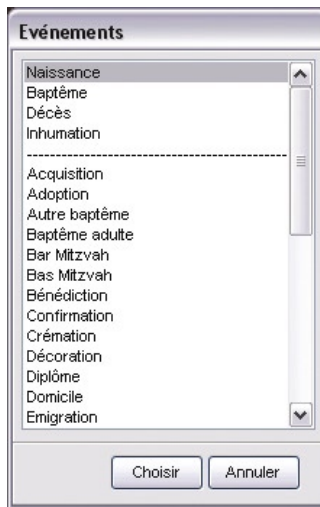 Evénements
Naissance
Baptême
Décès
Inhumation
Acquisition
Adoption
Autre baptême
Baptême adulte
Bar Mitzvah
Bas Mitzvah
Bénédiction
Confirmation
Crémation
Décoration
Diplôme
Domicile
Emigration
Choisir Annuler